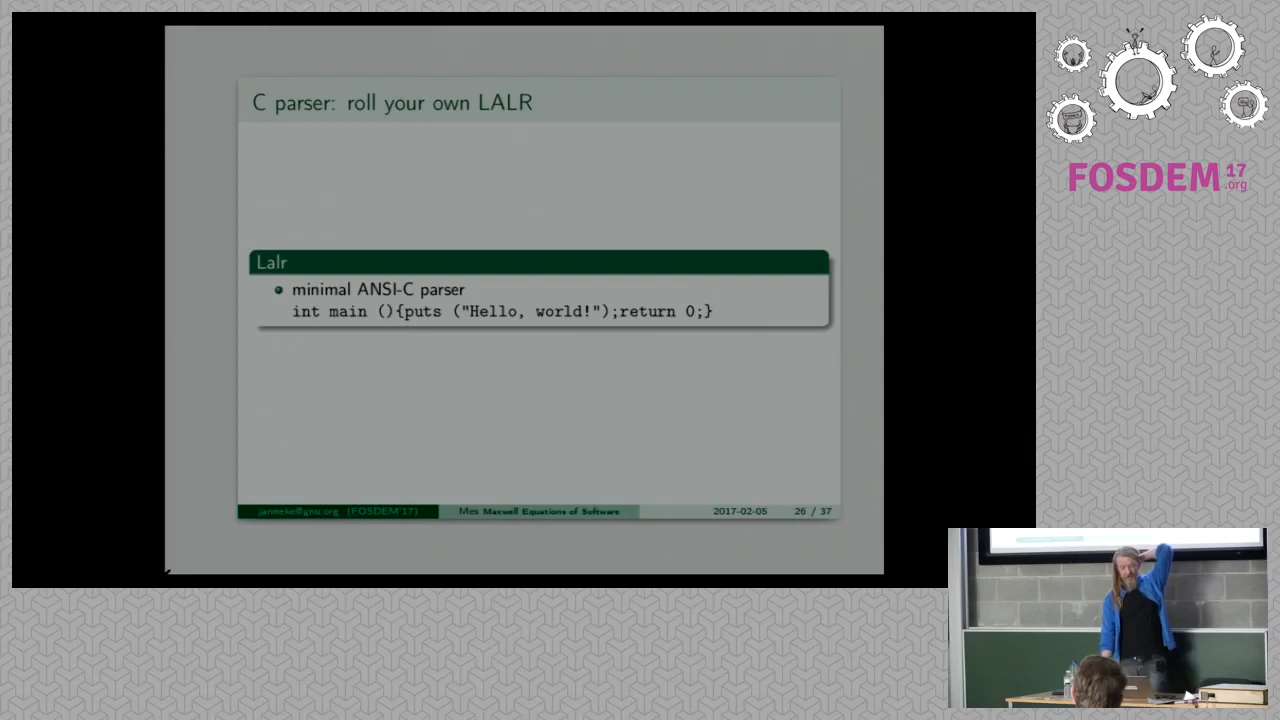 C parser: roll your own LALR
Lalr
minimal ANSI-C parser
int main (){puts ("Hello, world!");return 0;}
janneke@gnu.org (FOSDEM'17)
Mes Maxwell Equations of Software
2017-02-05
26 / 37
FOSDEM 17
.org